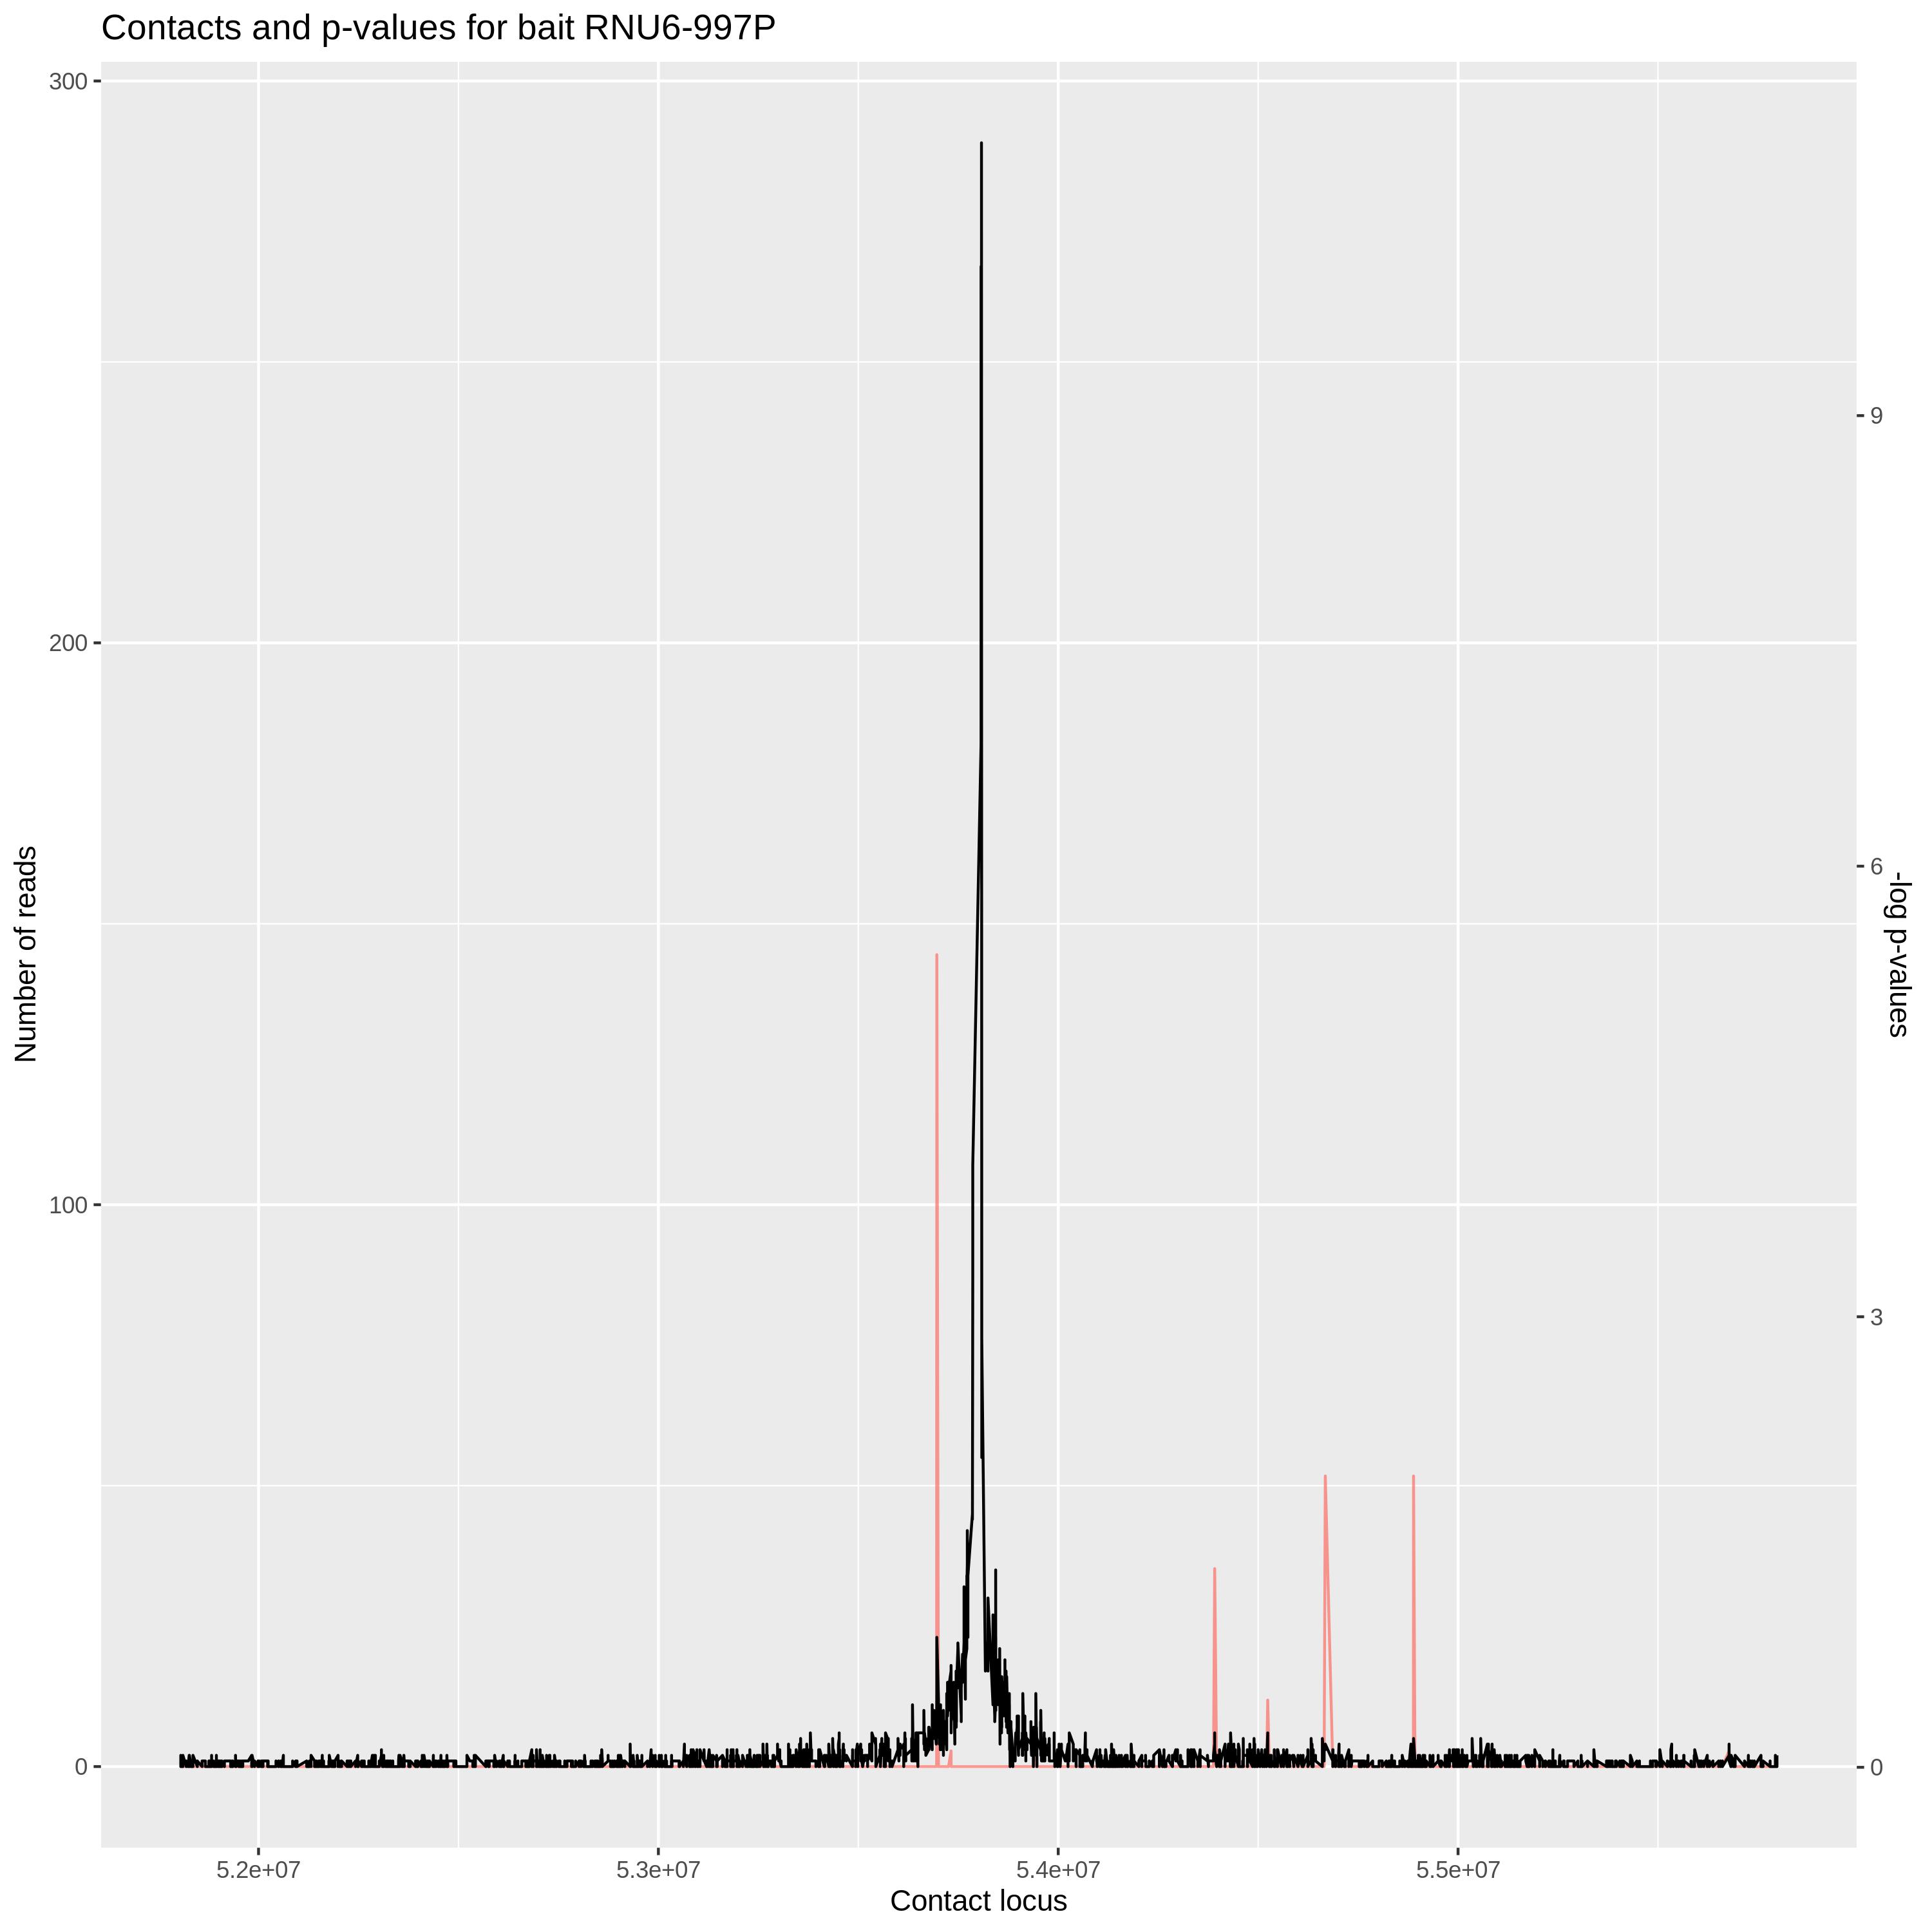 Contacts and p-values for bait RNU6-997P
300
200
100
0
Number of reads
9
6
3
0
-log p-values
5.2e+07
5.3e+07
5.4e+07
5.5e+07
Contact locus